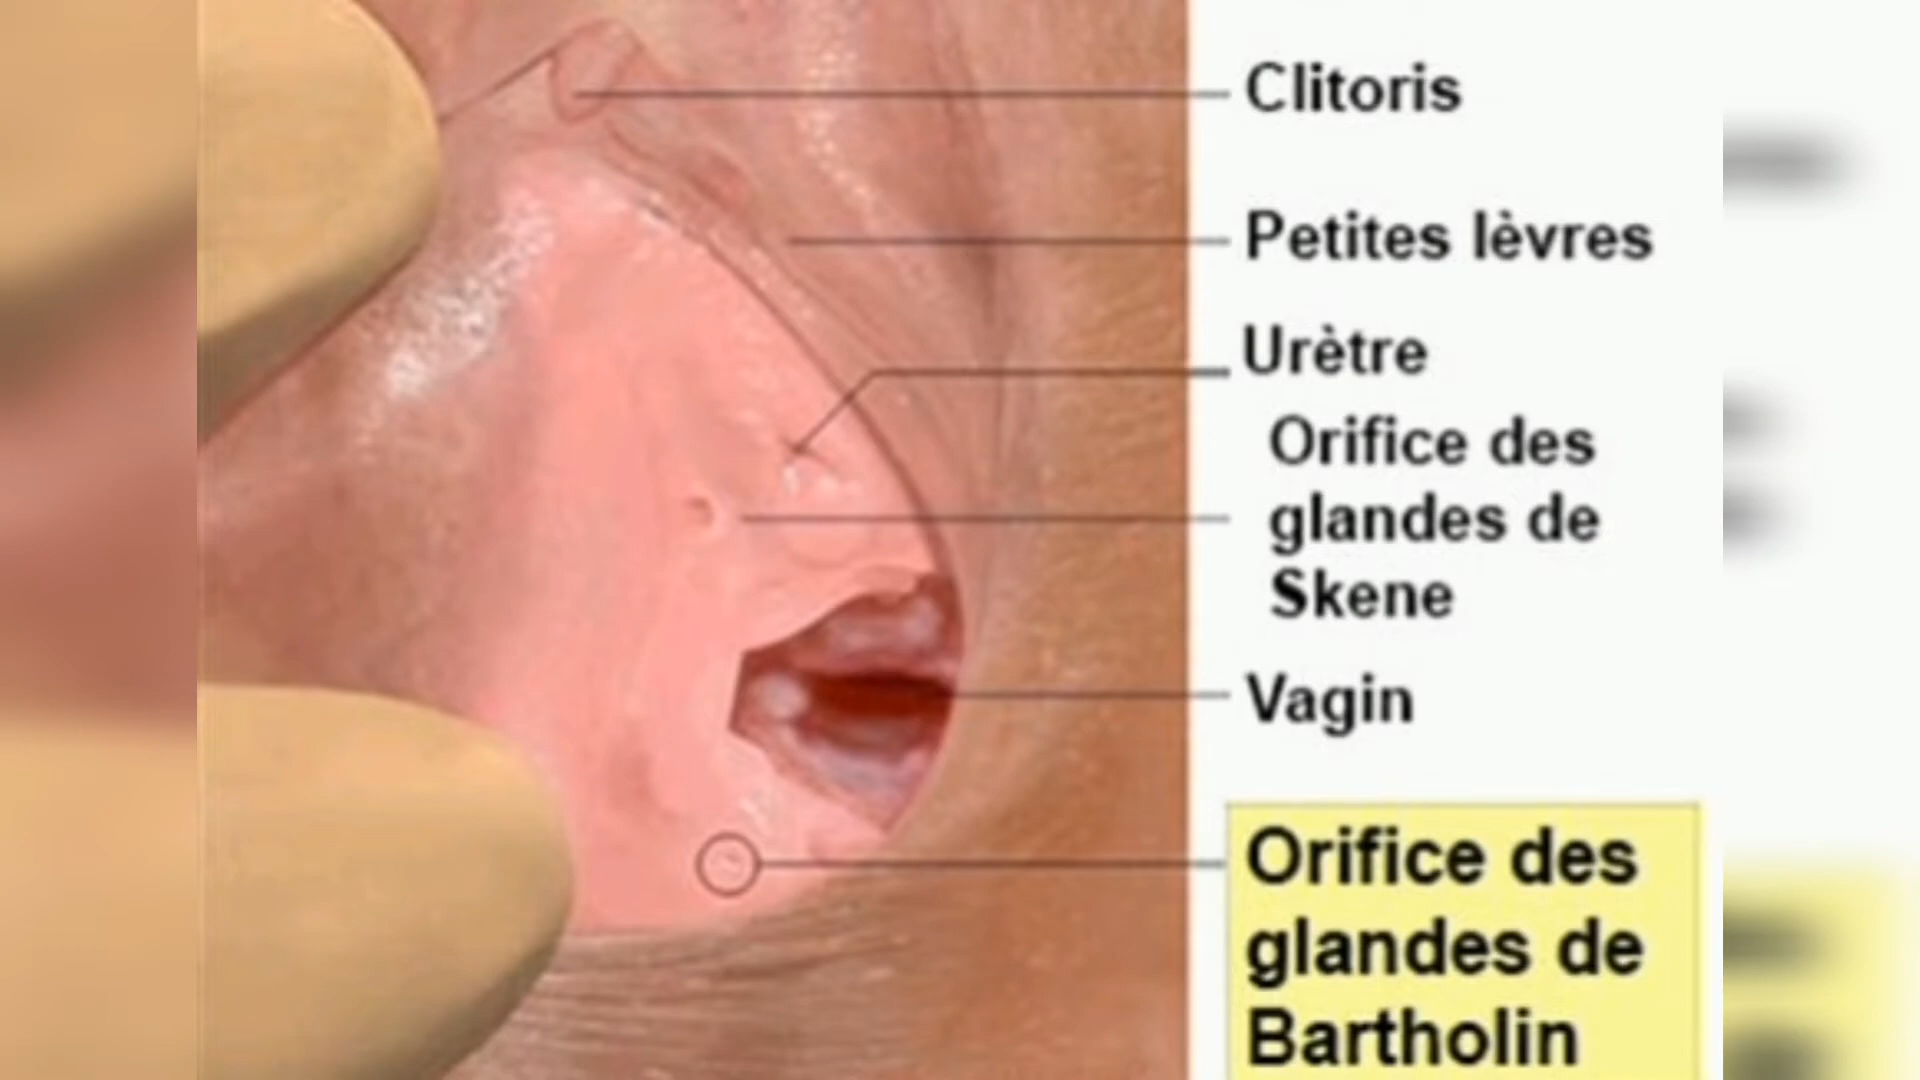 Clitoris
Petites lèvres
Urètre
Orifice des
glandes de
Skene
Vagin
Orifice des
glandes de
Bartholin